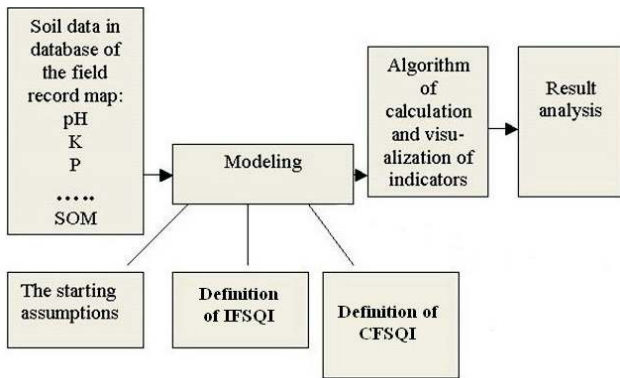 Soil data in
database of
the field
record map:
pH
K
P
.....
SOM
Modeling
Algorithm
of
calculation
and visu-
alization of
indicators
Result
analysis
The starting
assumptions
Definition
of IFSQI
Definition of
CFSQI